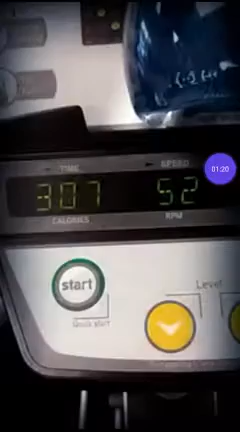 TIME SPEED
01:20
307 52
CALORIES RPM
start
Quick start
Level